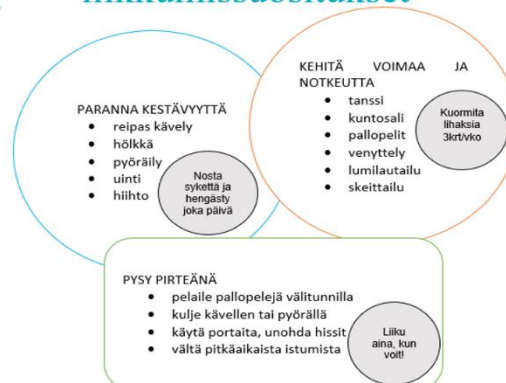 liikkumissuositukset
PARANNA KESTÄVYYTTÄ
reipas kävely
hölkkä
pyöräily
uinti
hiihto
Nosta
sykettä ja
hengästy
joka päivä
KEHITÄ VOIMAA JA
NOTKEUTTA
tanssi
kuntosali
pallopelit
venyttely
lumilautailu
skeittailu
Kuormita
lihaksia
3krt/vko
PYSY PIRTEÄNÄ
pelaile pallopelejä välitunnilla
kulje kävellen tai pyörällä
käytä portaita, unohda hissit
vältä pitkäaikaista istumista
Liiku
aina, kun
voit!